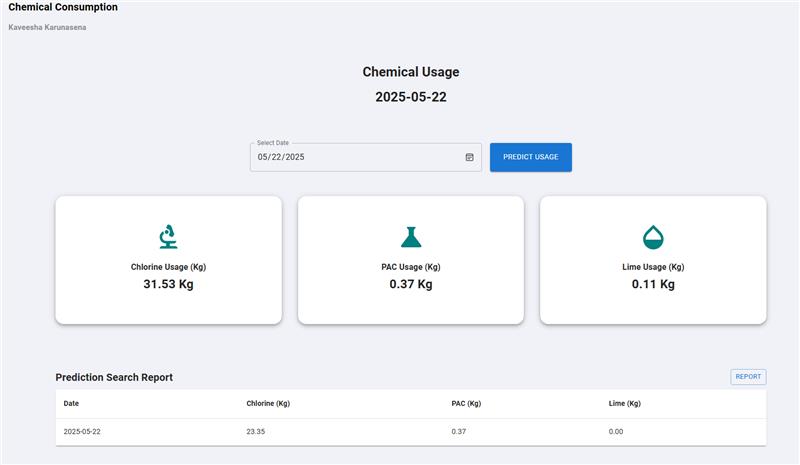 Chemical Consumption
Kaveesha Karunasena
Chemical Usage
2025-05-22
Select Date
05/22/2025
PREDICT USAGE
Chlorine Usage (Kg)
31.53 Kg
PAC Usage (Kg)
0.37 Kg
Lime Usage (Kg)
0.11 Kg
Prediction Search Report
REPORT
Date Chlorine (Kg) PAC (Kg) Lime (Kg)
2025-05-22 23.35 0.37 0.00